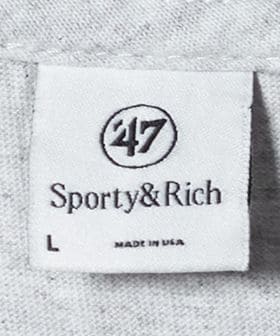 '47
Sporty&Rich
L MADE IN USA